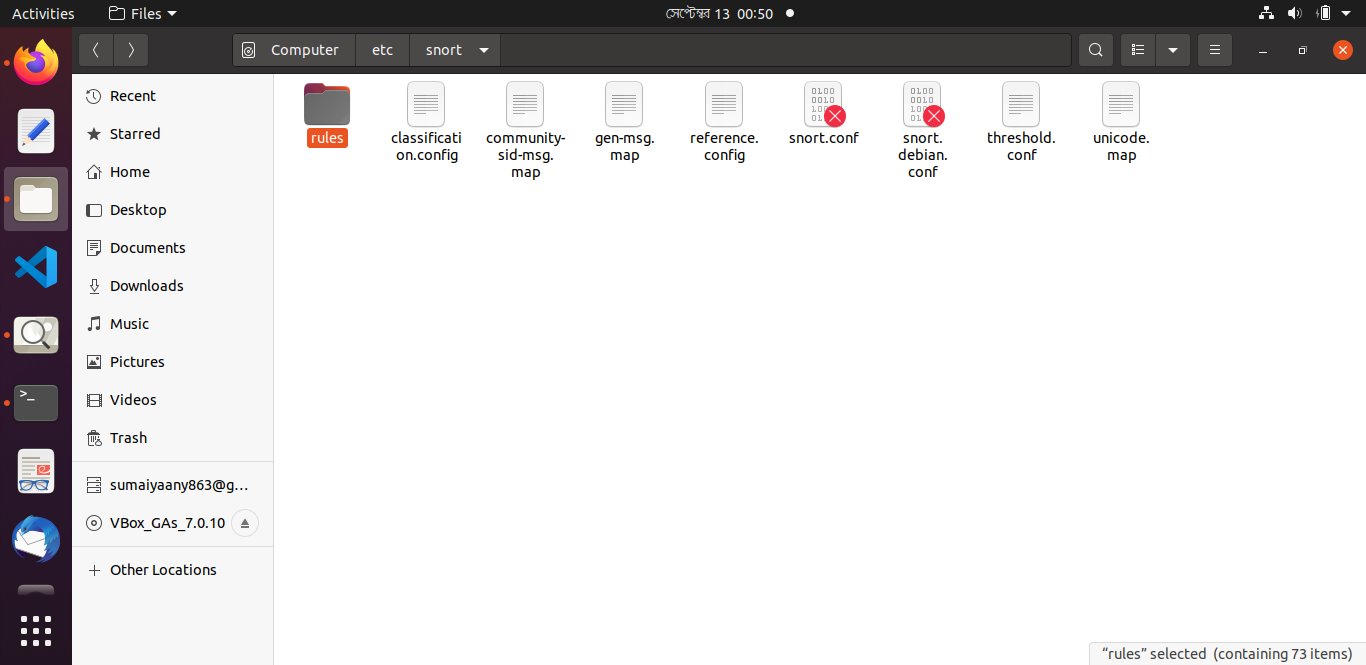 Activities
Files
সেপ্টেম্বর 13 00:50
Computer
etc
snort
Recent
Starred
Home
Desktop
Documents
Downloads
Music
Pictures
Videos
Trash
sumaiyaany863@g...
VBox_GAs_7.0.10
Other Locations
rules
classificati
on.config
community-
sid-msg.
map
gen-msg.
map
reference.
config
snort.conf
snort.
debian.
conf
threshold.
conf
unicode.
map
“rules” selected (containing 73 items)